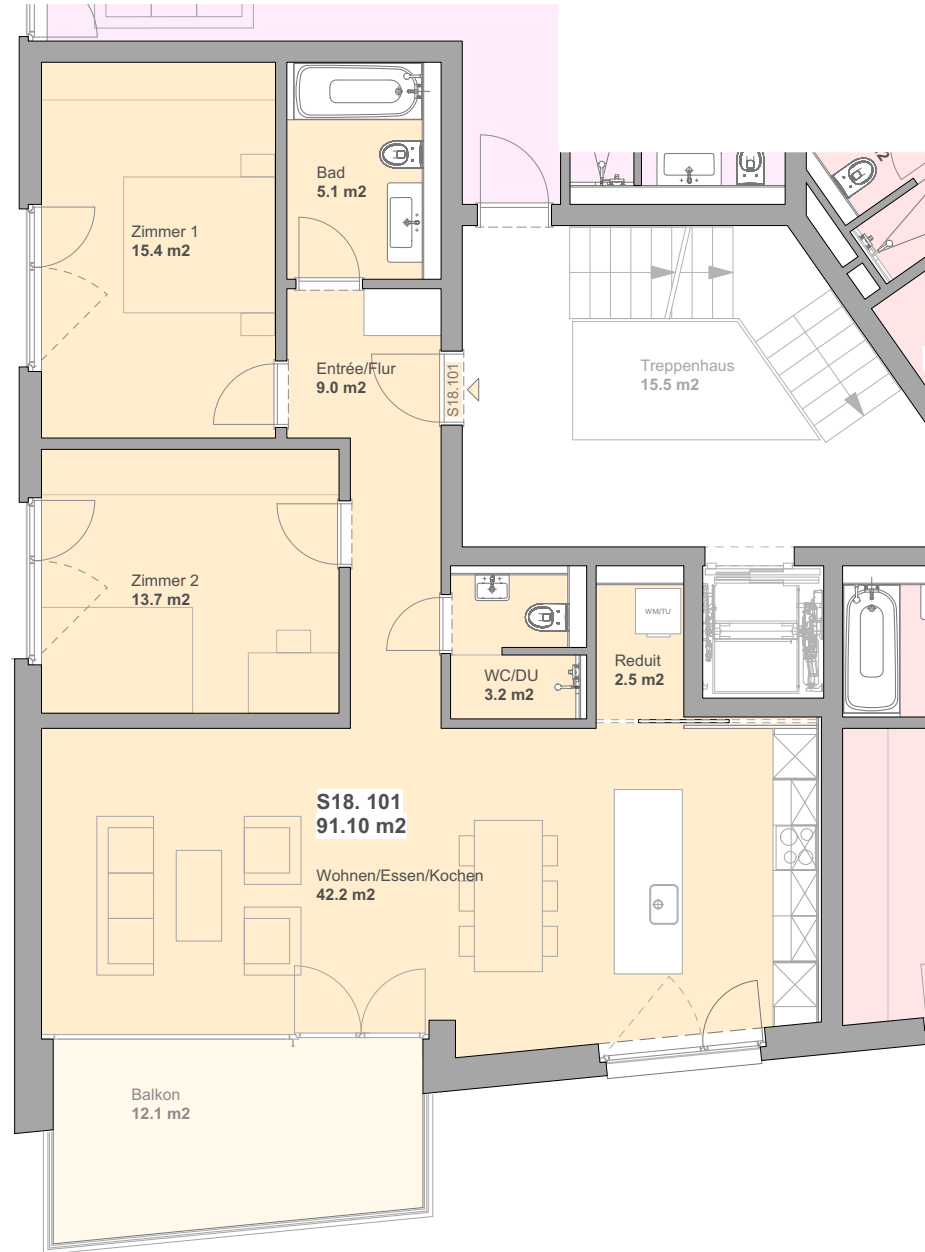 Bad
5.1 m2
Zimmer 1
15.4 m2
Entrée/Flur
9.0 m2
S18.101
Treppenhaus
15.5 m2
Zimmer 2
13.7 m2
WM/TU
Reduit
2.5 m2
WC/DU
3.2 m2
S18. 101
91.10 m2
Wohnen/Essen/Kochen
42.2 m2
Balkon
12.1 m2